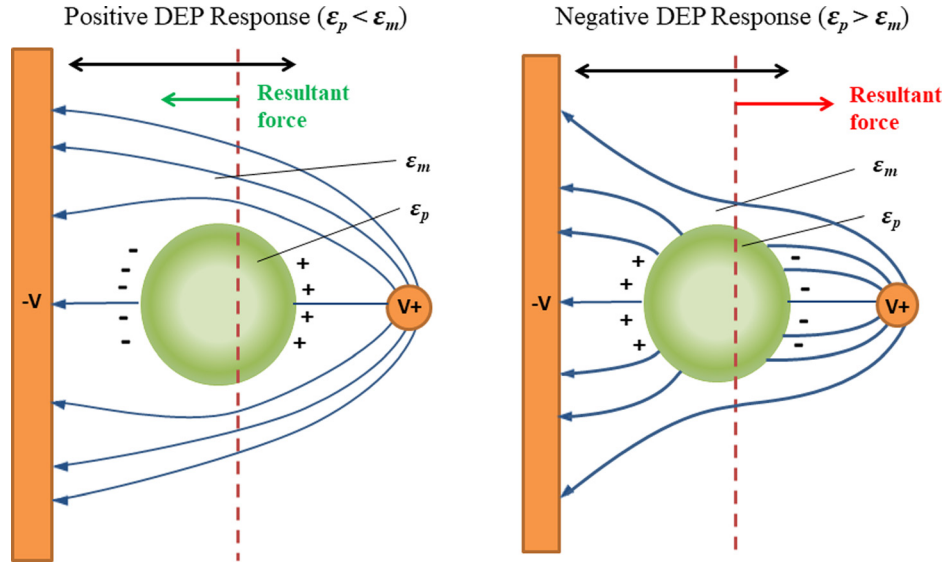 Positive DEP Response (εp < εm)
Negative DEP Response (εp > εm)
Resultant
force
εm
εp
-V
V+
- - - - -
+ + + +
Resultant
force
εm
εp
-V
V+
+ + + +
- - - -